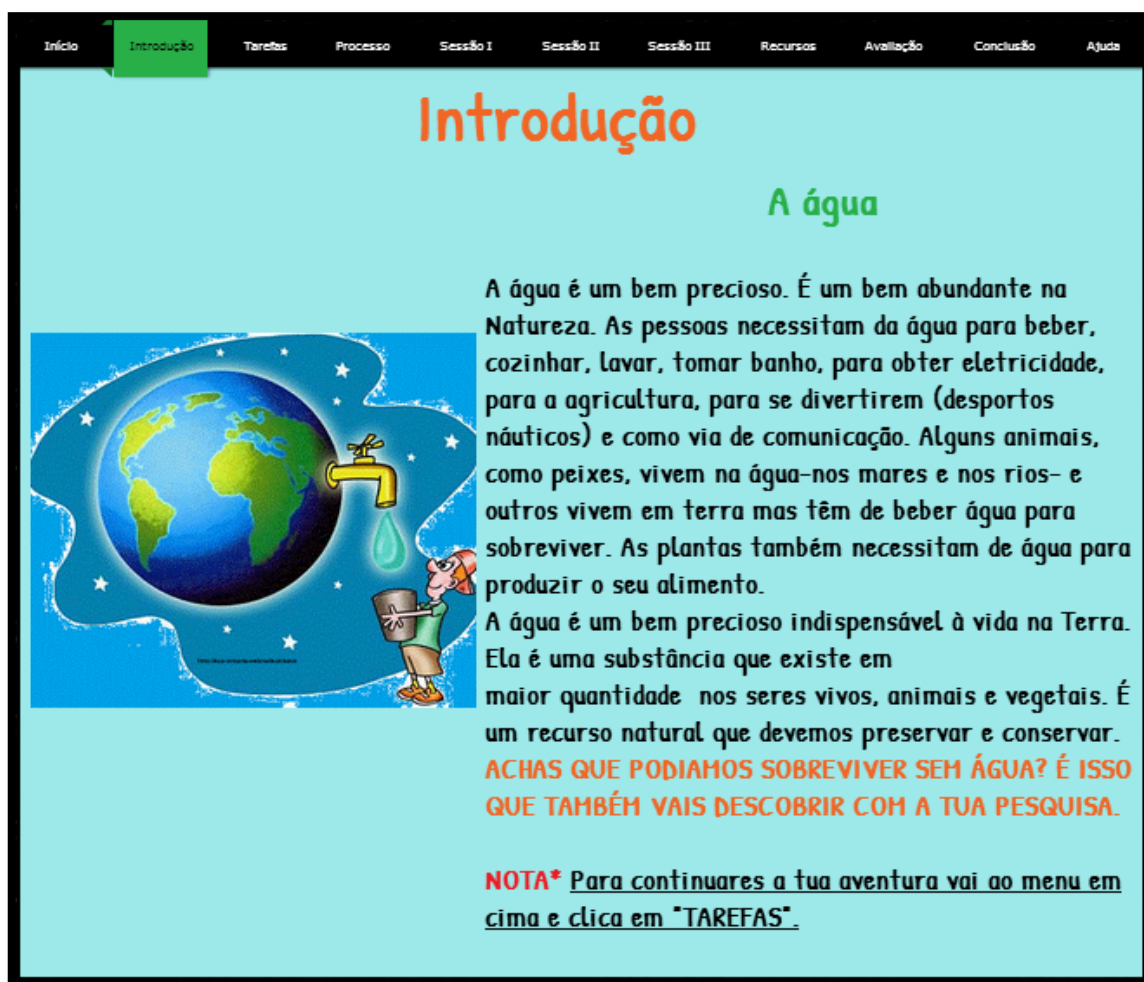 Início Introdução Tarefas Processo Sessão I Sessão II Sessão III Recursos Avaliação Conclusão Ajuda
Introdução
A água
A água é um bem precioso. É um bem abundante na
Natureza. As pessoas necessitam da água para beber,
cozinhar, lavar, tomar banho, para obter eletricidade,
para a agricultura, para se divertirem (desportos
náuticos) e como via de comunicação. Alguns animais,
como peixes, vivem na água-nos mares e nos rios- e
outros vivem em terra mas têm de beber água para
sobreviver. As plantas também necessitam de água para
produzir o seu alimento.
A água é um bem precioso indispensável à vida na Terra.
Ela é uma substância que existe em
maior quantidade  nos seres vivos, animais e vegetais. É
um recurso natural que devemos preservar e conservar.
ACHAS QUE PODIAMOS SOBREVIVER SEM ÁGUA? É ISSO
QUE TAMBÉM VAIS DESCOBRIR COM A TUA PESQUISA.
NOTA* Para continuares a tua aventura vai ao menu em
cima e clica em "TAREFAS".